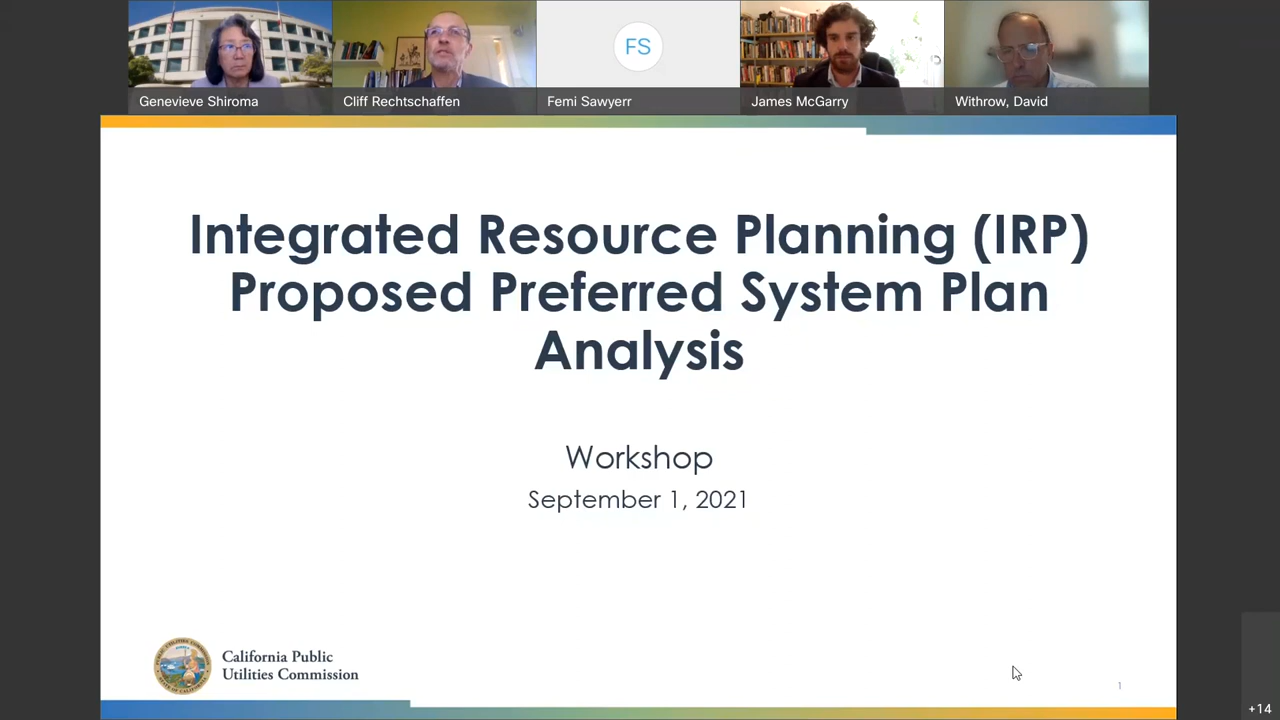 FS
Genevieve Shiroma
Cliff Rechtschaffen
Femi Sawyerr
James McGarry
Withrow, David
Integrated Resource Planning (IRP)
Proposed Preferred System Plan
Analysis
Workshop
September 1, 2021
California Public
Utilities Commission
1
+14